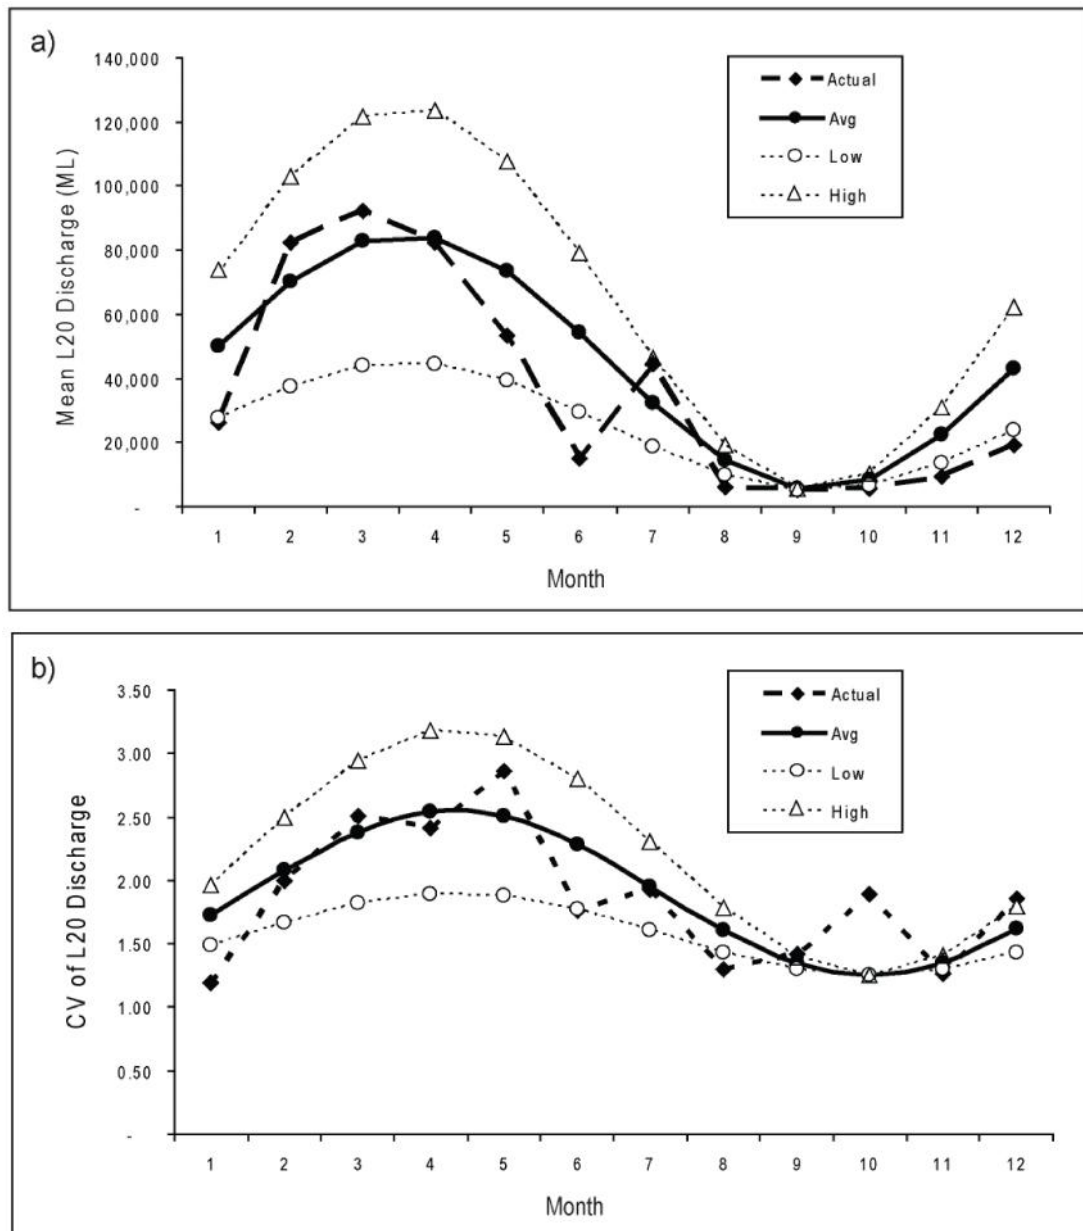 a)
Mean L20 Discharge (ML)
140,000
120,000
100,000
80,000
60,000
40,000
20,000
-
1 2 3 4 5 6 7 8 9 10 11 12
Month
Actual
Avg
Low
High
b)
CV of L20 Discharge
3.50
3.00
2.50
2.00
1.50
1.00
0.50
-
1 2 3 4 5 6 7 8 9 10 11 12
Month
Actual
Avg
Low
High